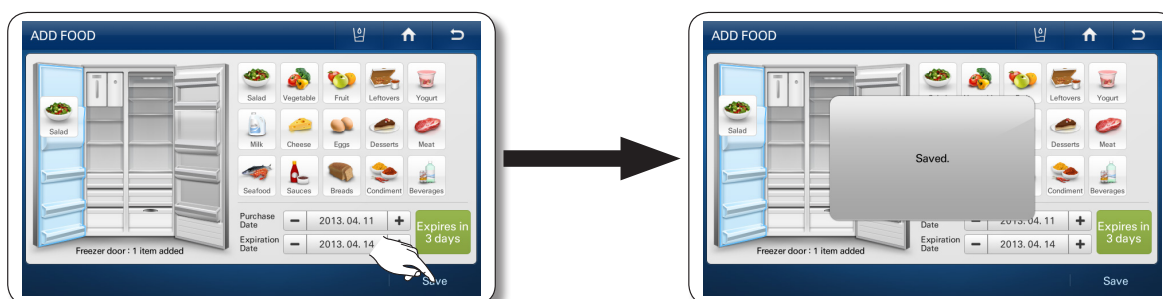 ADD FOOD
Salad
Salad Vegetable Fruit Leftovers Yogurt
Milk Cheese Eggs Desserts Meat
Seafood Sauces Breads Condiment Beverages
Purchase
Date
2013. 04. 11
Expiration
Date
2013. 04. 14
Expires in
3 days
Freezer door : 1 item added
Save
ADD FOOD
Salad
Leftovers Yogurt
Saved.
Desserts Meat
Condiment Beverages
Date
2013. 04. 11
Expiration
Date
2013. 04. 14
Expires in
3 days
Freezer door : 1 item added
Save